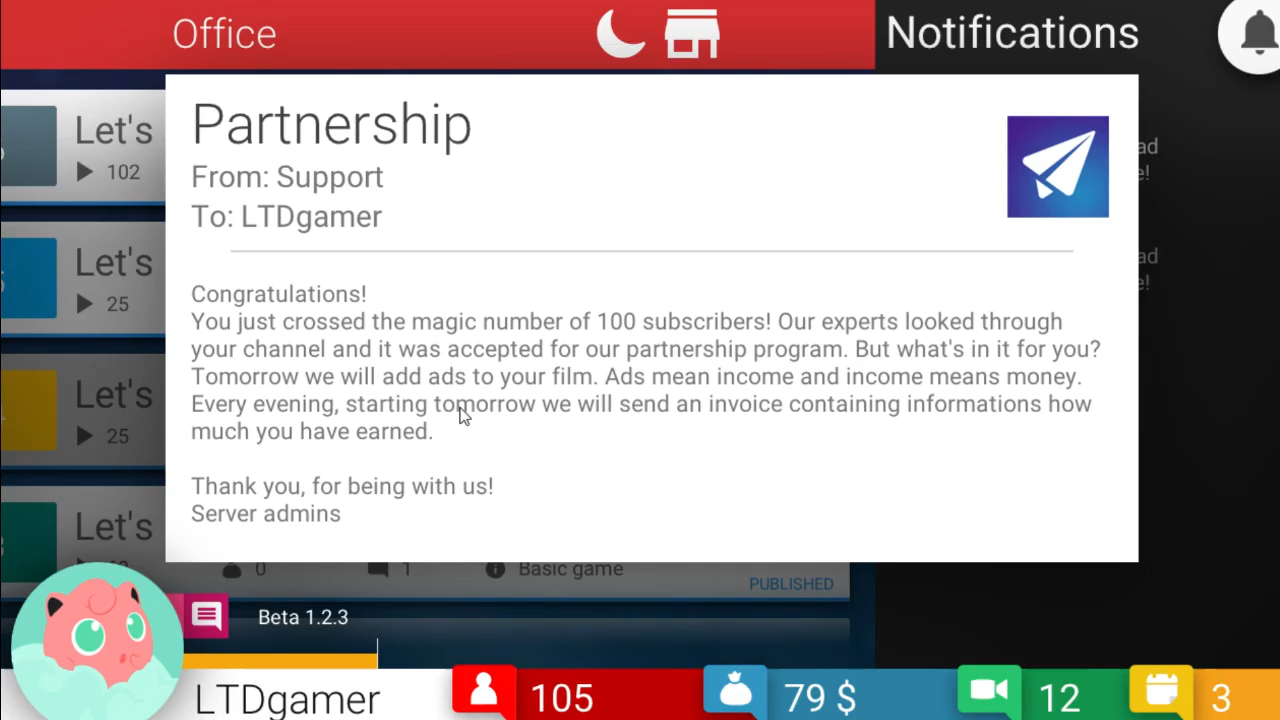 Office
Notifications
Partnership
From: Support
To: LTDgamer
Congratulations!
You just crossed the magic number of 100 subscribers! Our experts looked through
your channel and it was accepted for our partnership program. But what's in it for you?
Tomorrow we will add ads to your film. Ads mean income and income means money.
Every evening, starting tomorrow we will send an invoice containing informations how
much you have earned.
Thank you, for being with us!
Server admins
Let's
102
Let's
25
Let's
25
Let's
0
1
Basic game
PUBLISHED
Beta 1.2.3
LTDgamer
105
79 $
12
3